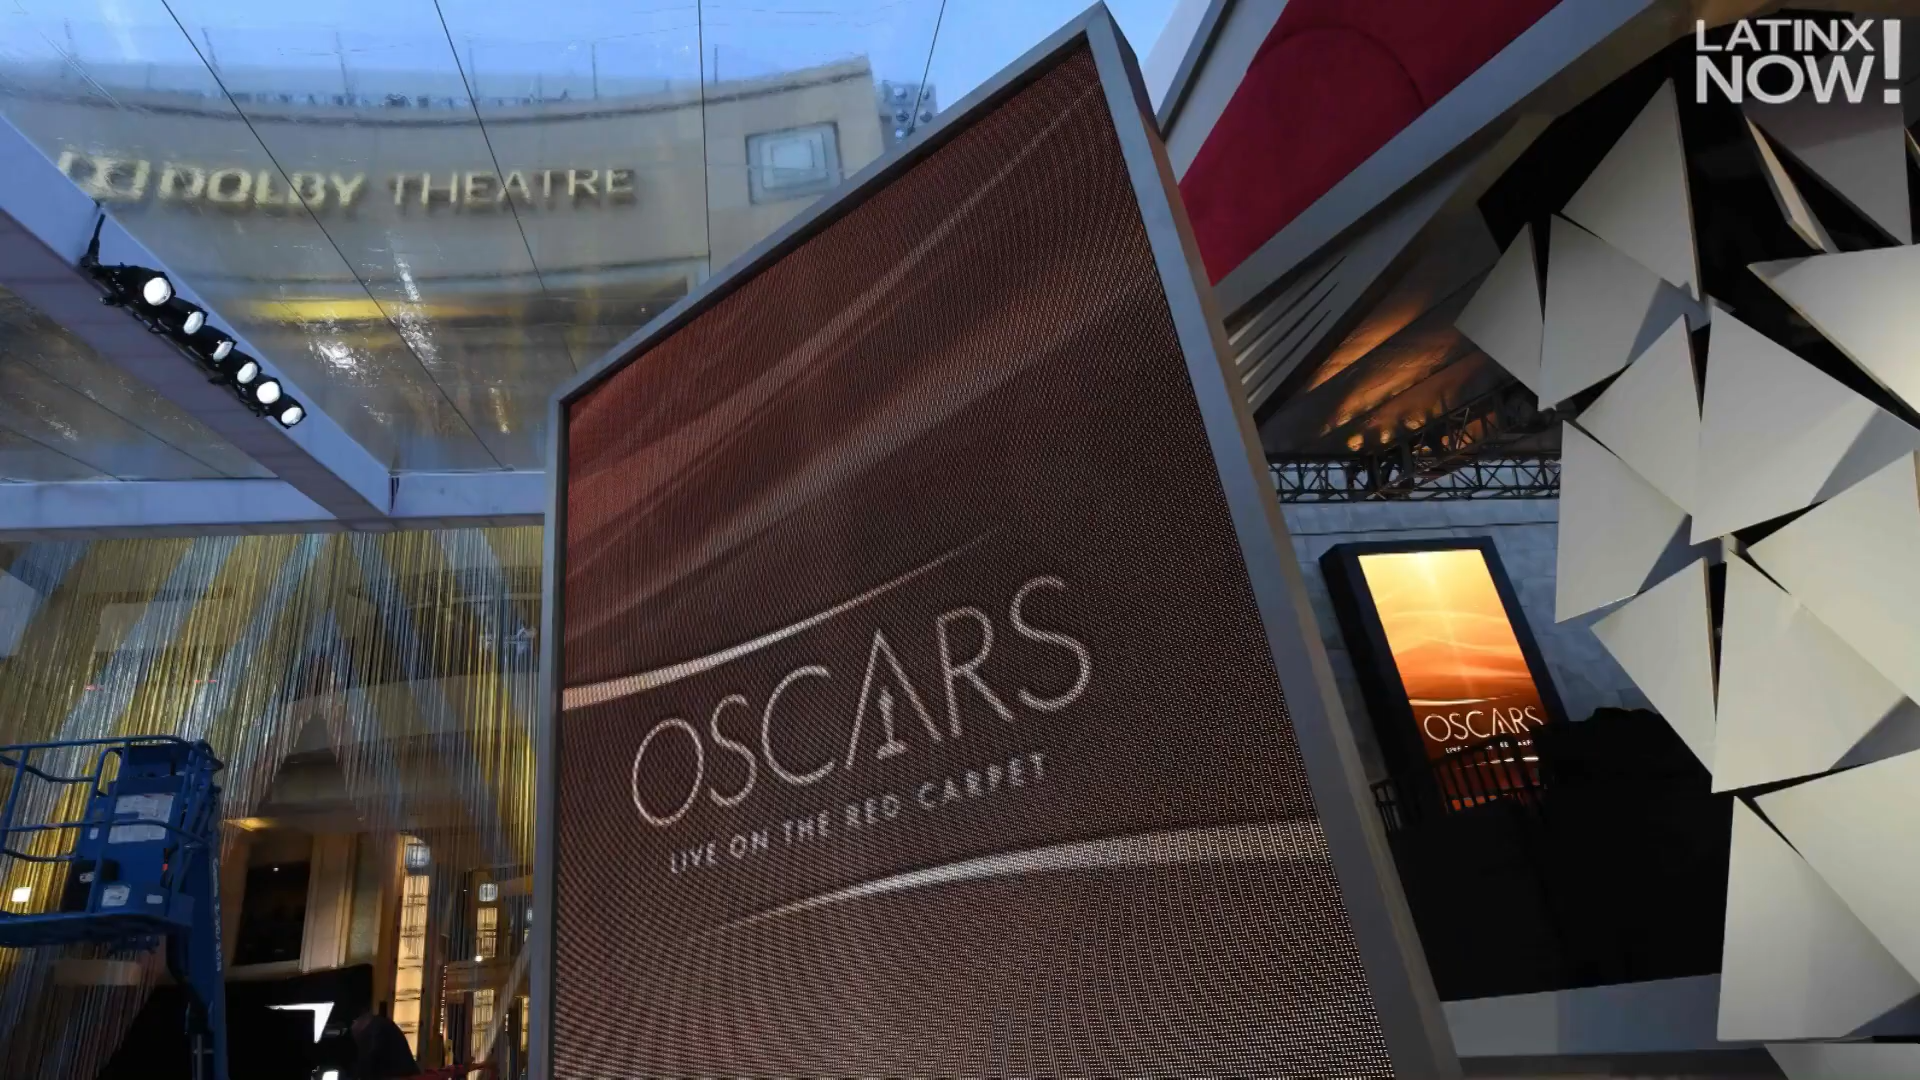 LATINX
NOW!
DOLBY THEATRE
OSCARS
LIVE ON THE RED CARPET
OSCARS